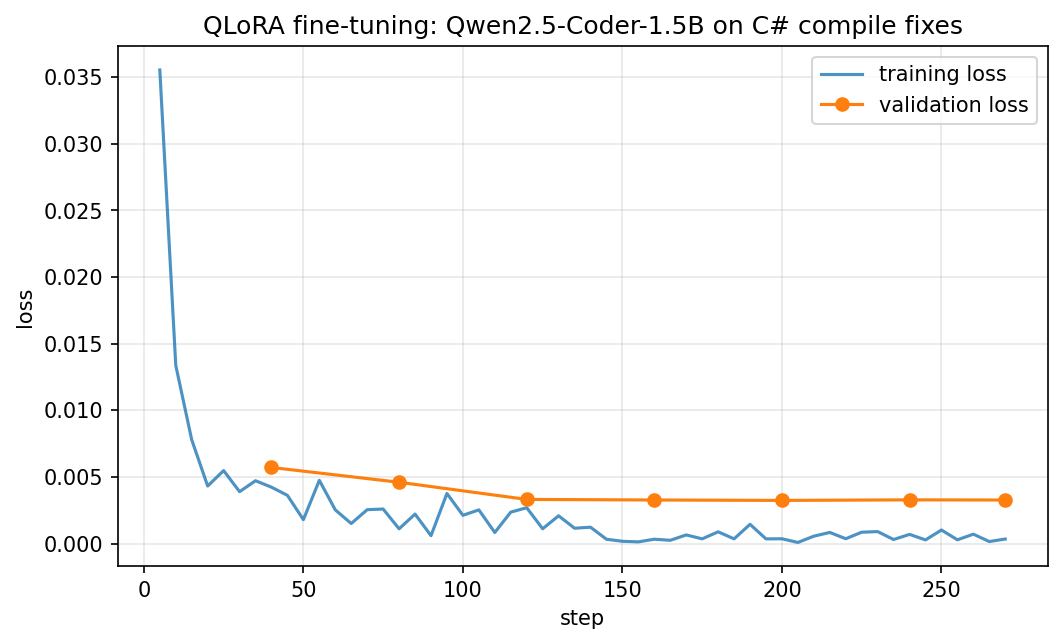 QLoRA fine-tuning: Qwen2.5-Coder-1.5B on C# compile fixes
training loss
validation loss
0.035
0.030
0.025
0.020
0.015
0.010
0.005
0.000
loss
0 50 100 150 200 250
step